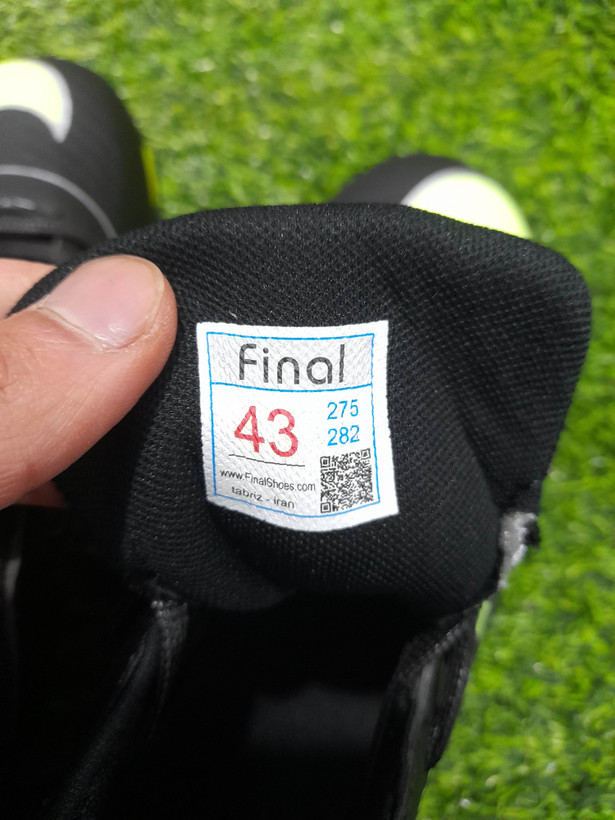 Final
43
275
282
www.FinalShoes.com
tabriz - iran